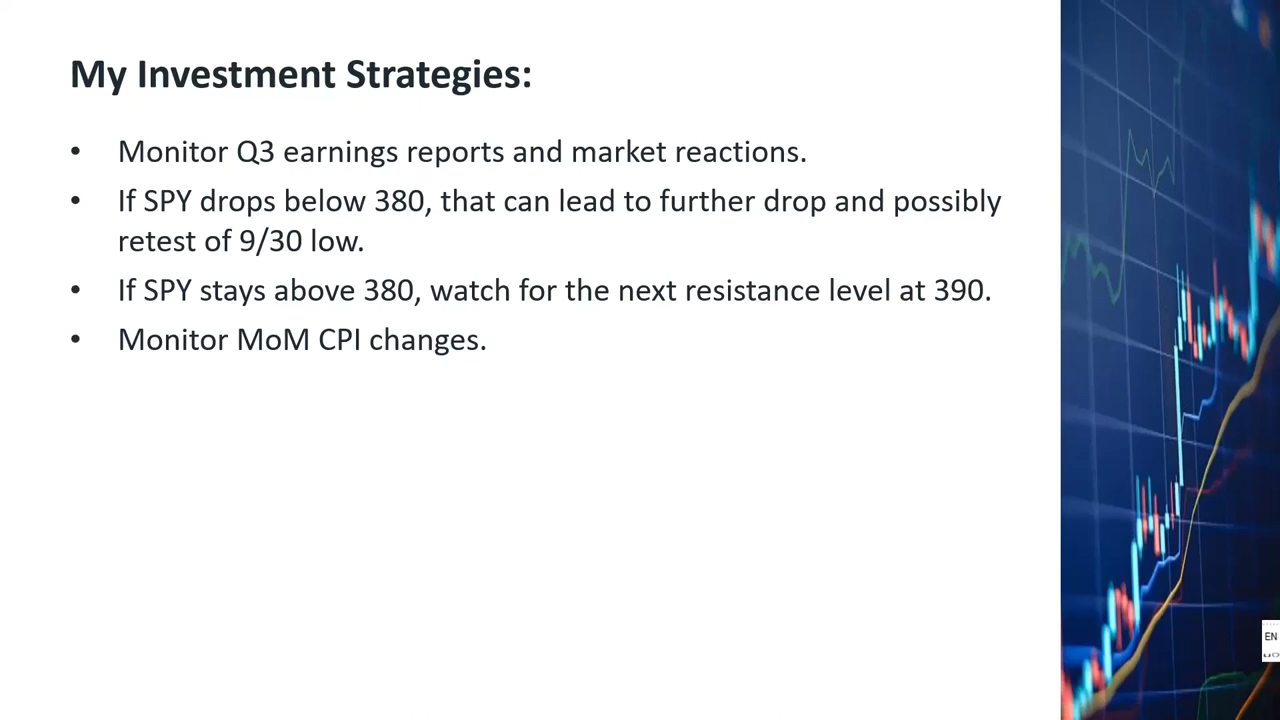 My Investment Strategies:
• Monitor Q3 earnings reports and market reactions.
• If SPY drops below 380, that can lead to further drop and possibly
retest of 9/30 low.
• If SPY stays above 380, watch for the next resistance level at 390.
• Monitor MoM CPI changes.
EN